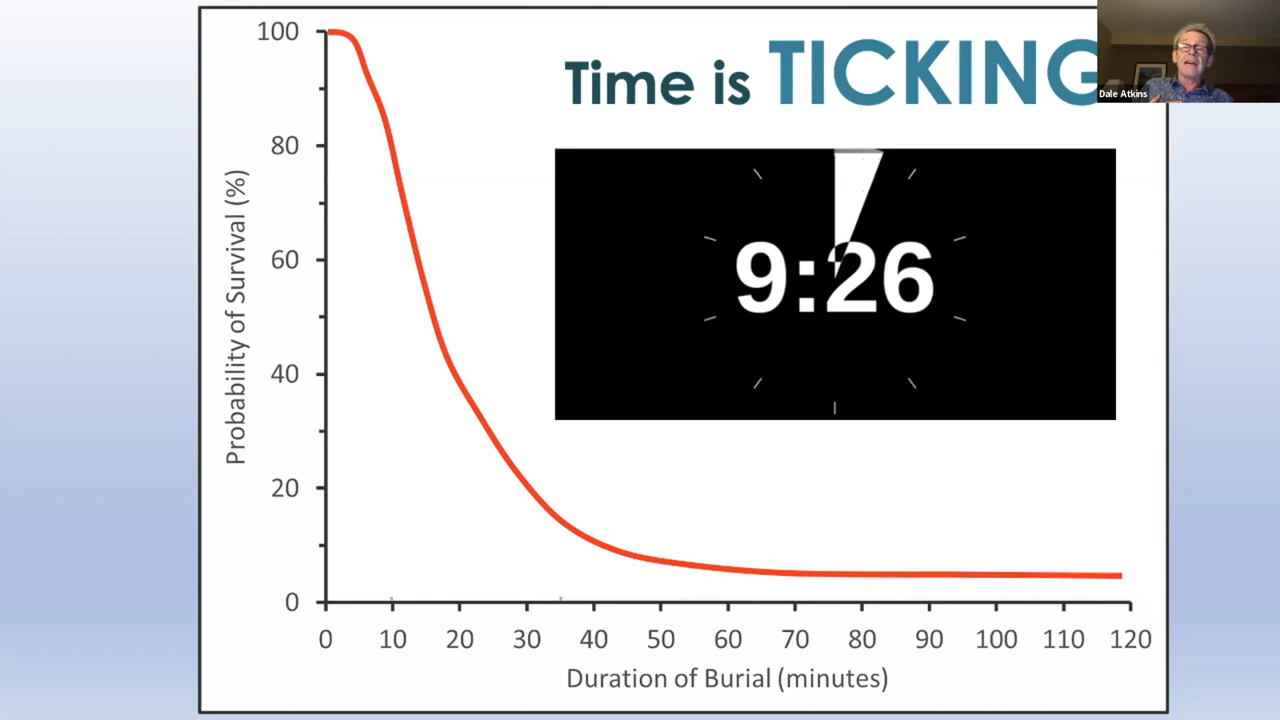 Time is TICKING
Dale Atkins
9:26
Probability of Survival (%)
100
80
60
40
20
0
0 10 20 30 40 50 60 70 80 90 100 110 120
Duration of Burial (minutes)